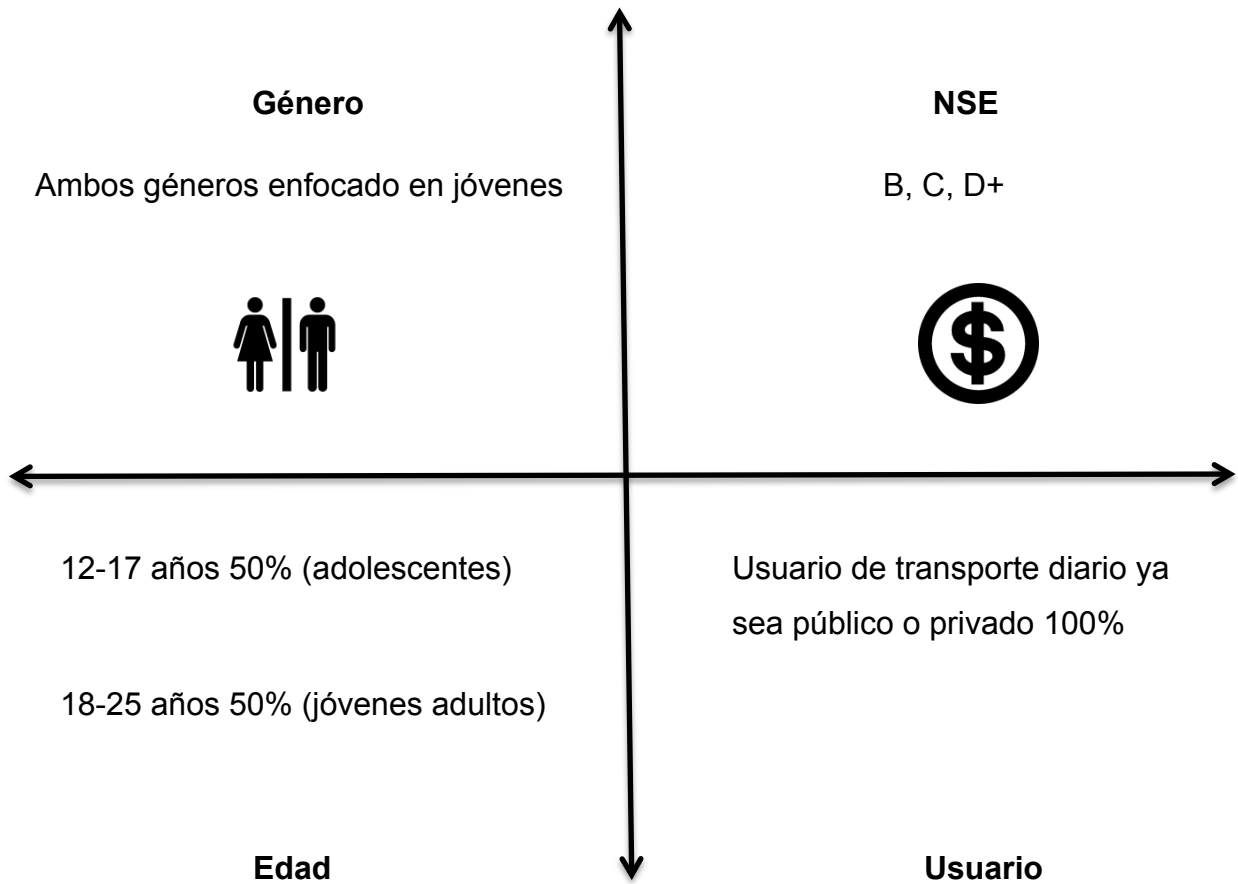 Género
Ambos géneros enfocado en jóvenes
NSE
B, C, D+
$
12-17 años 50% (adolescentes)
18-25 años 50% (jóvenes adultos)
Edad
Usuario de transporte diario ya
sea público o privado 100%
Usuario